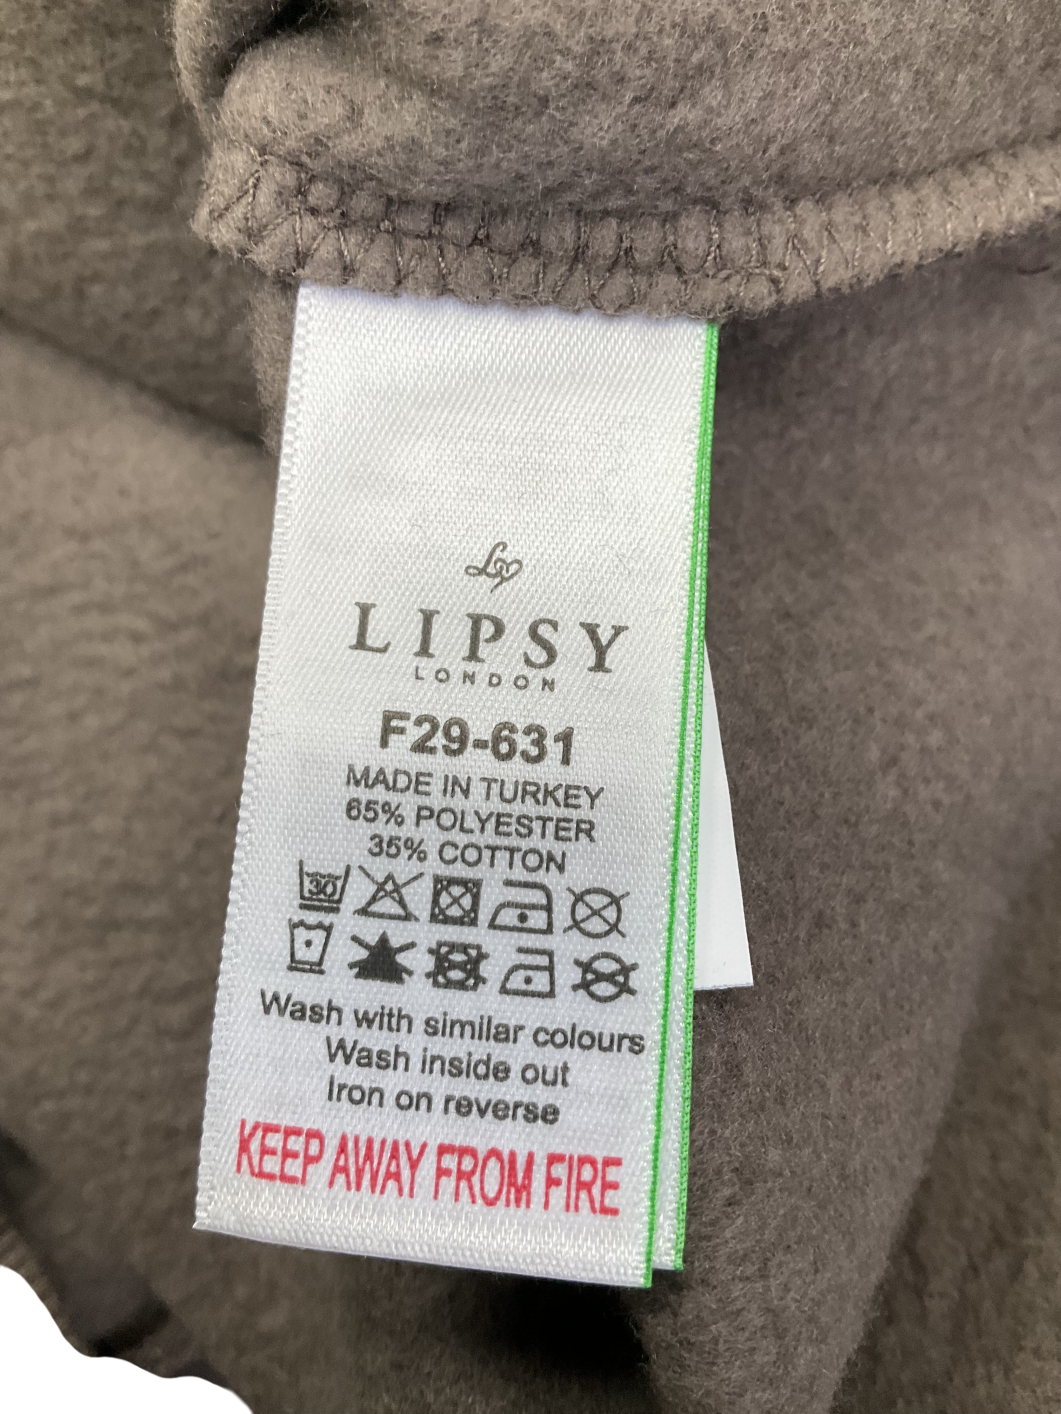 LIPSY
LONDON
F29-631
MADE IN TURKEY
65% POLYESTER
35% COTTON
30
Wash with similar colours
Wash inside out
Iron on reverse
KEEP AWAY FROM FIRE